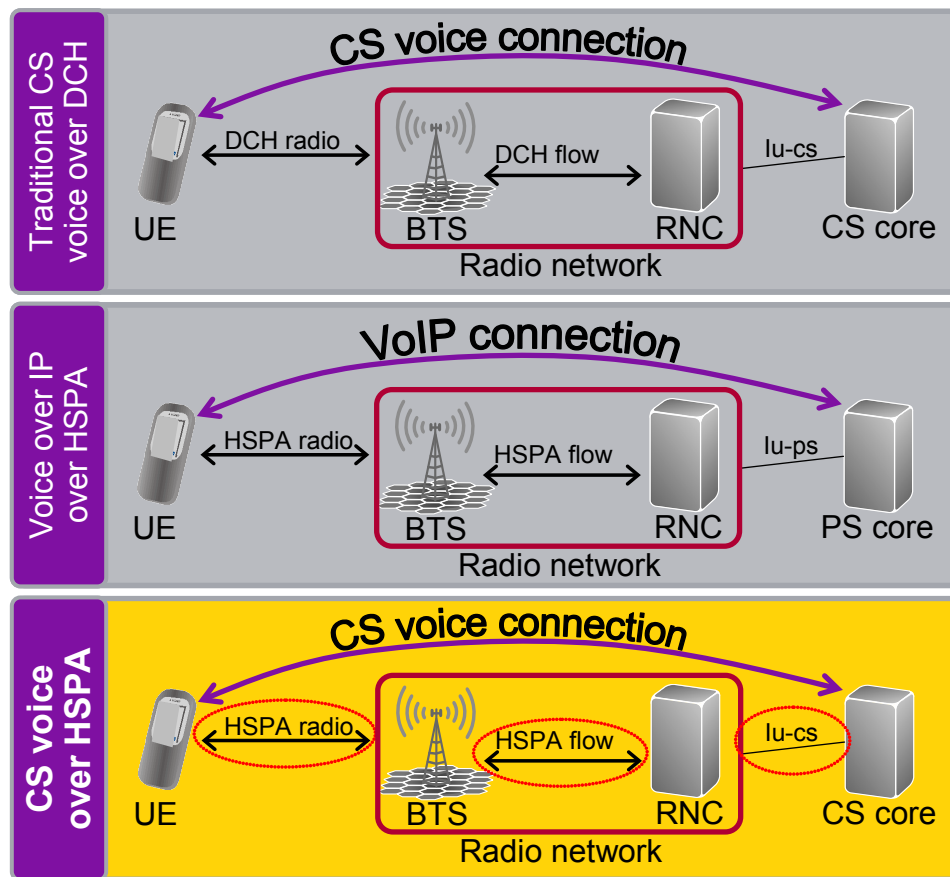 Traditional CS
voice over DCH
CS voice connection
DCH radio
DCH flow
Iu-cs
UE
BTS
RNC
CS core
Radio network
Voice over IP
over HSPA
VoIP connection
HSPA radio
HSPA flow
Iu-ps
UE
BTS
RNC
PS core
Radio network
CS voice
over HSPA
CS voice connection
HSPA radio
HSPA flow
Iu-cs
UE
BTS
RNC
CS core
Radio network